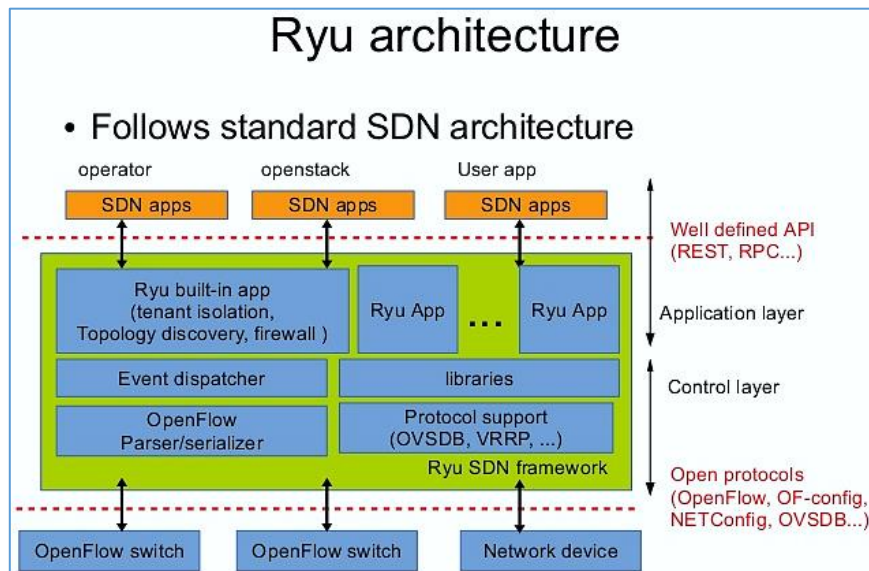 Ryu architecture
• Follows standard SDN architecture
operator
openstack
User app
SDN apps
SDN apps
SDN apps
Well defined API
(REST, RPC...)
Ryu built-in app
(tenant isolation,
Topology discovery, firewall )
Ryu App
...
Ryu App
Application layer
Event dispatcher
libraries
Control layer
OpenFlow
Parser/serializer
Protocol support
(OVSDB, VRRP, ...)
Ryu SDN framework
Open protocols
(OpenFlow, OF-config,
NETConfig, OVSDB...)
OpenFlow switch
OpenFlow switch
Network device